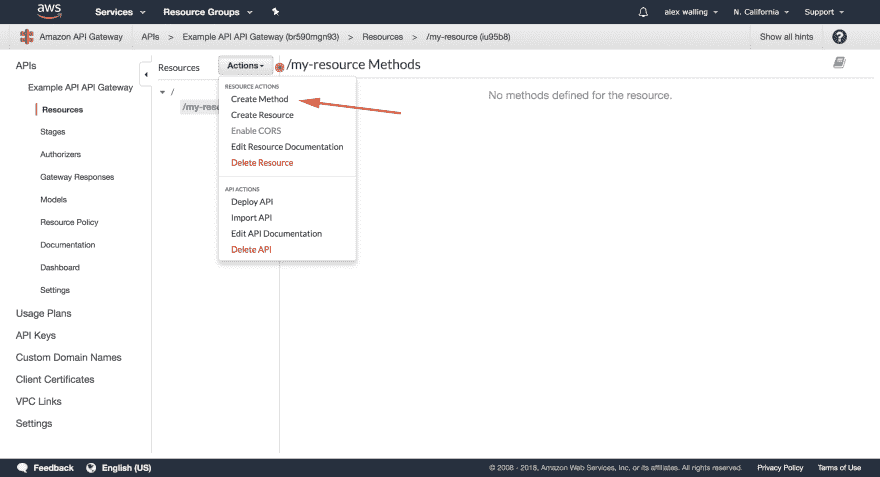 aws
Services
Resource Groups
alex walling
N. California
Support
Amazon API Gateway
APIs > Example API API Gateway (br590mgn93) > Resources > /my-resource (iu95b8)
Show all hints
?
APIs
Example API API Gateway
Resources
Stages
Authorizers
Gateway Responses
Models
Resource Policy
Documentation
Dashboard
Settings
Usage Plans
API Keys
Custom Domain Names
Client Certificates
VPC Links
Settings
Resources
/
/my-reso
Actions
RESOURCE ACTIONS
Create Method
Create Resource
Enable CORS
Edit Resource Documentation
Delete Resource
API ACTIONS
Deploy API
Import API
Edit API Documentation
Delete API
/my-resource Methods
No methods defined for the resource.
Feedback
English (US)
© 2008 - 2018, Amazon Web Services, Inc. or its affiliates. All rights reserved.
Privacy Policy
Terms of Use